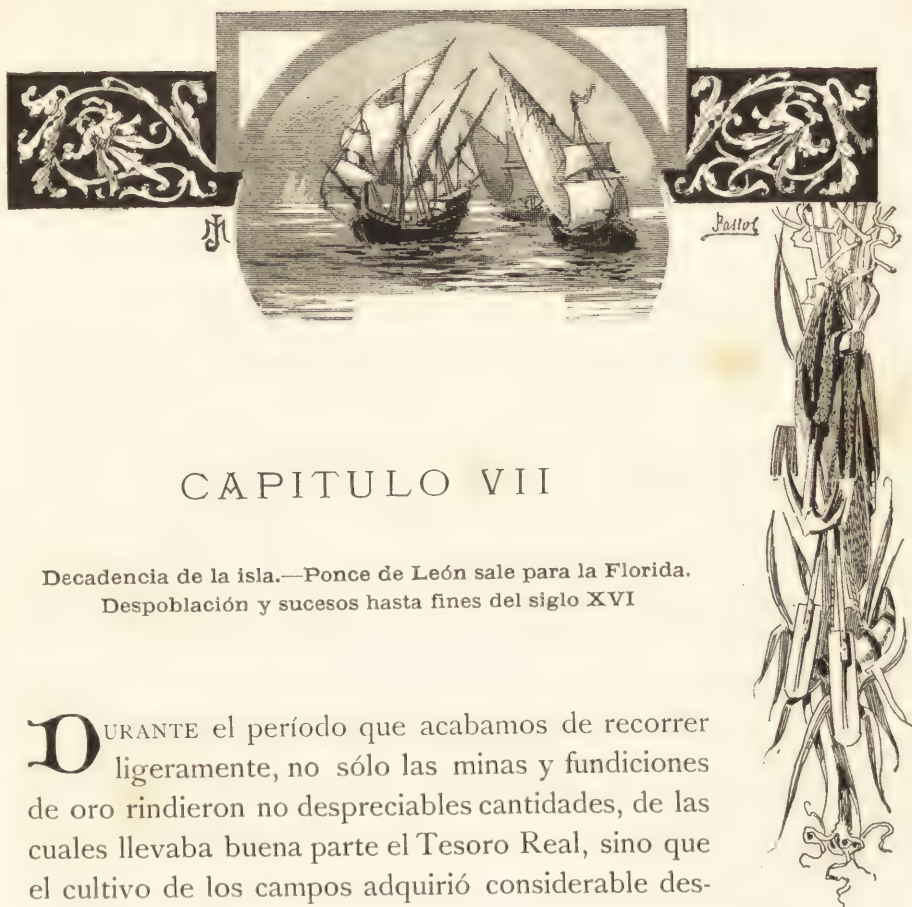 CAPITULO VII
Decadencia de la isla.—Ponce de León sale para la Florida.
Despoblación y sucesos hasta fines del siglo XVI
DURANTE el período que acabamos de recorrer
ligeramente, no sólo las minas y fundiciones
de oro rindieron no despreciables cantidades, de las
cuales llevaba buena parte el Tesoro Real, sino que
el cultivo de los campos adquirió considerable des-